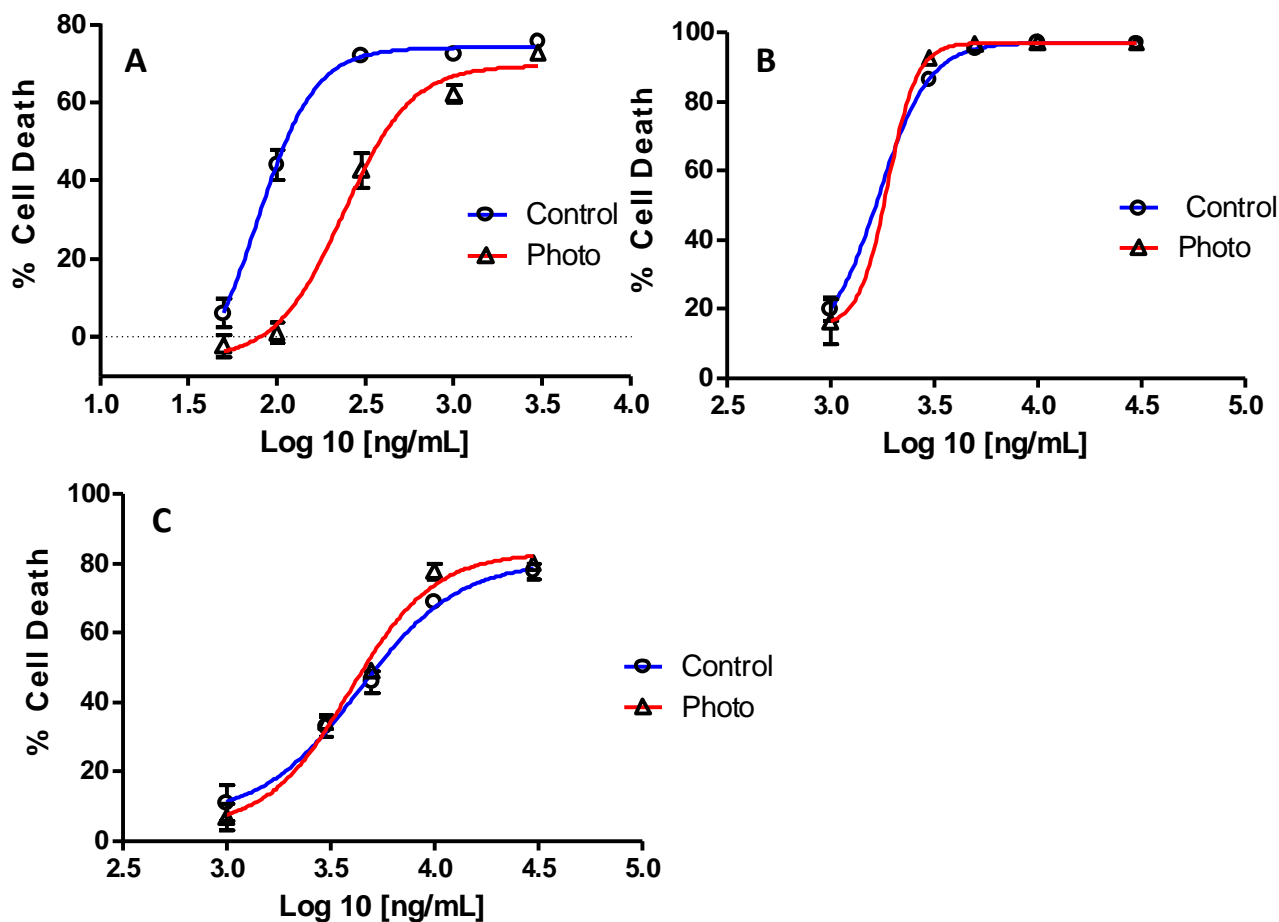 A
% Cell Death
80
60
40
20
0
1.0 1.5 2.0 2.5 3.0 3.5 4.0
Log 10 [ng/mL]
Control
Photo
B
% Cell Death
100
80
60
40
20
0
2.5 3.0 3.5 4.0 4.5 5.0
Log 10 [ng/mL]
Control
Photo
C
% Cell Death
100
80
60
40
20
0
2.5 3.0 3.5 4.0 4.5 5.0
Log 10 [ng/mL]
Control
Photo